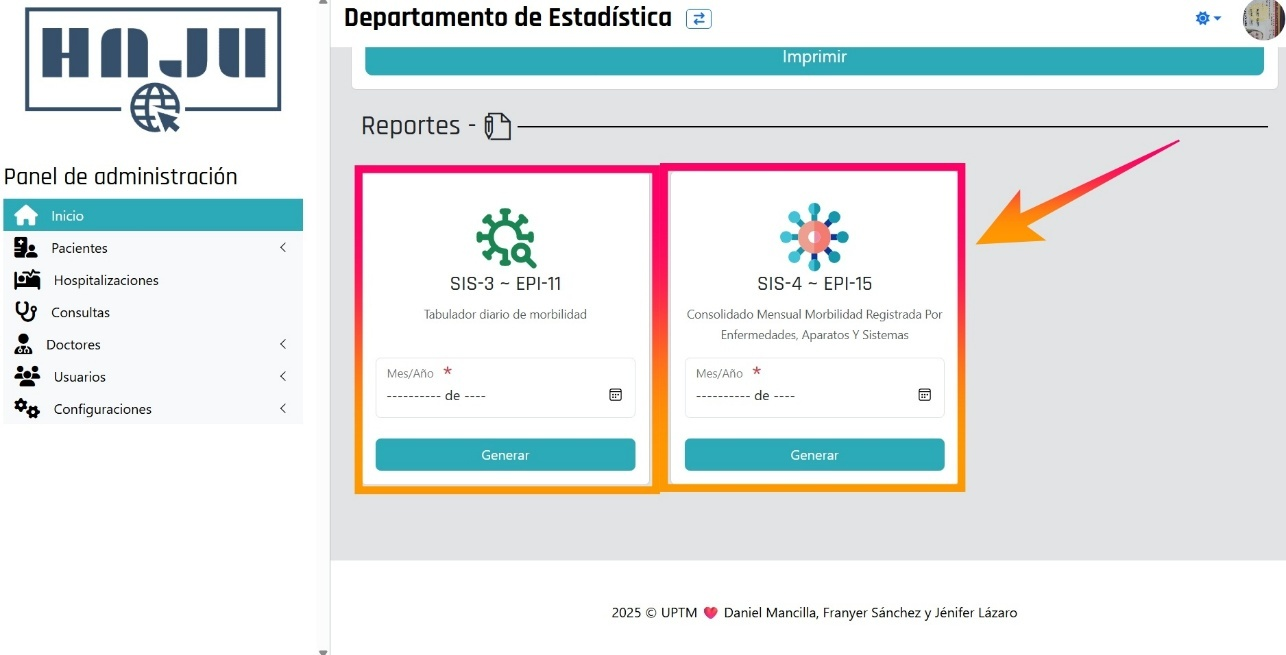 HNJU
Departamento de Estadística
Imprimir
Panel de administración
Inicio
Pacientes
Hospitalizaciones
Consultas
Doctores
Usuarios
Configuraciones
Reportes -
SIS-3 ~ EPI-11
Tabulador diario de morbilidad
Mes/Año *
---------- de ----
Generar
SIS-4 ~ EPI-15
Consolidado Mensual Morbilidad Registrada Por
Enfermedades, Aparatos Y Sistemas
Mes/Año *
---------- de ----
Generar
2025 © UPTM 💖 Daniel Mancilla, Franyer Sánchez y Jénifer Lázaro